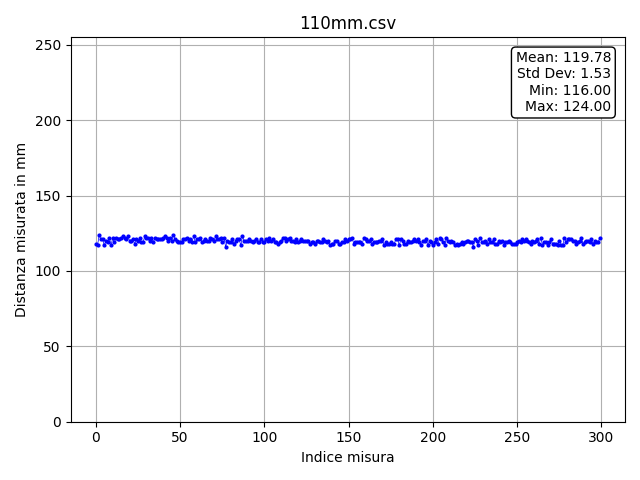 110mm.csv
250
200
150
100
50
0
Distanza misurata in mm
Mean: 119.78
Std Dev: 1.53
Min: 116.00
Max: 124.00
0 50 100 150 200 250 300
Indice misura